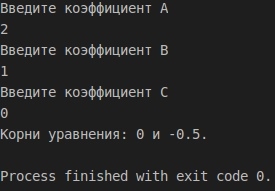 Введите коэффициент A
2
Введите коэффициент B
1
Введите коэффициент C
0
Корни уравнения: 0 и -0.5.
Process finished with exit code 0.